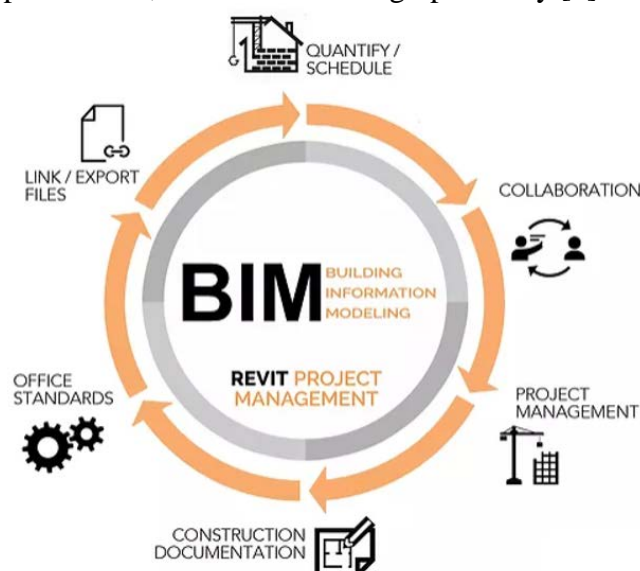 QUANTIFY /
SCHEDULE
COLLABORATION
PROJECT
MANAGEMENT
CONSTRUCTION
DOCUMENTATION
OFFICE
STANDARDS
LINK / EXPORT
FILES
BIM BUILDING
INFORMATION
MODELING
REVIT PROJECT
MANAGEMENT